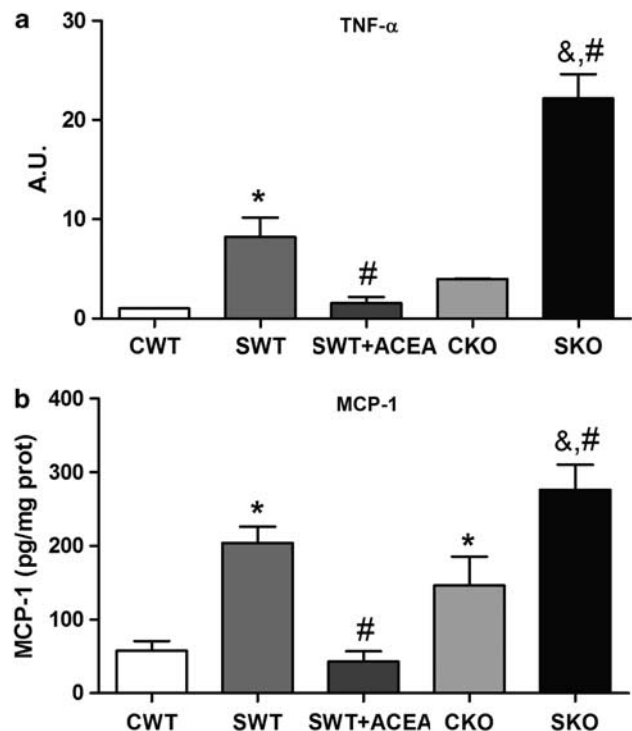 a
TNF-α
A.U.
30
20
10
0
*
#
&,#
CWT SWT SWT+ACEA CKO SKO
b
MCP-1
MCP-1 (pg/mg prot)
400
300
200
100
0
*
#
*
&,#
CWT SWT SWT+ACEA CKO SKO